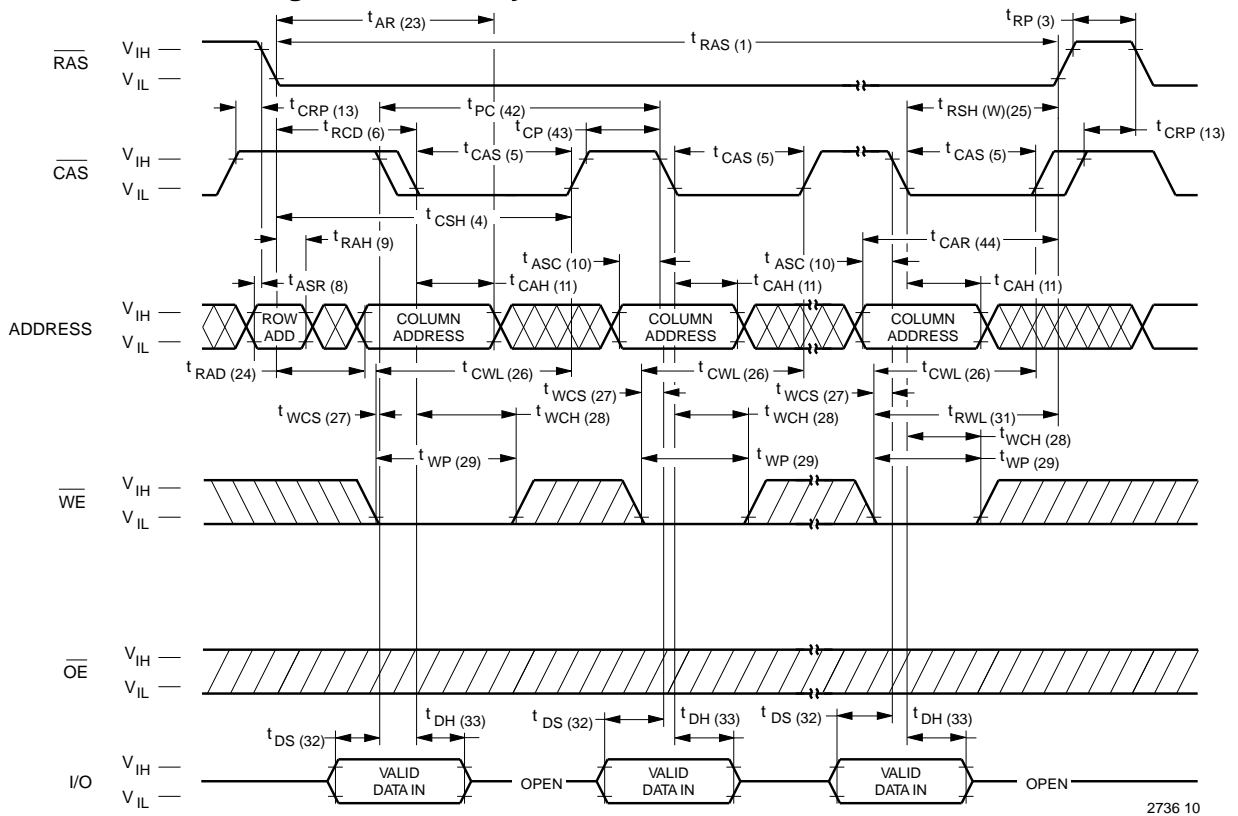 t AR (23)
t RP (3)
t RAS (1)
RAS
V IH
V IL
t CRP (13)
t PC (42)
t RSH (W)(25)
t RCD (6)
t CP (43)
t CRP (13)
CAS
V IH
V IL
t CAS (5)
t CAS (5)
t CAS (5)
t CSH (4)
t RAH (9)
t CAR (44)
t ASC (10)
t ASC (10)
t ASR (8)
t CAH (11)
t CAH (11)
t CAH (11)
ADDRESS
V IH
V IL
ROW ADD
COLUMN ADDRESS
COLUMN ADDRESS
COLUMN ADDRESS
t RAD (24)
t CWL (26)
t CWL (26)
t CWL (26)
t WCS (27)
t WCS (27)
t WCS (27)
t WCH (28)
t WCH (28)
t RWL (31)
t WCH (28)
t WP (29)
t WP (29)
t WP (29)
WE
V IH
V IL
OE
V IH
V IL
t DS (32)
t DH (33)
t DS (32)
t DH (33)
t DS (32)
t DH (33)
I/O
V IH
V IL
VALID DATA IN
OPEN
VALID DATA IN
VALID DATA IN
OPEN
2736 10